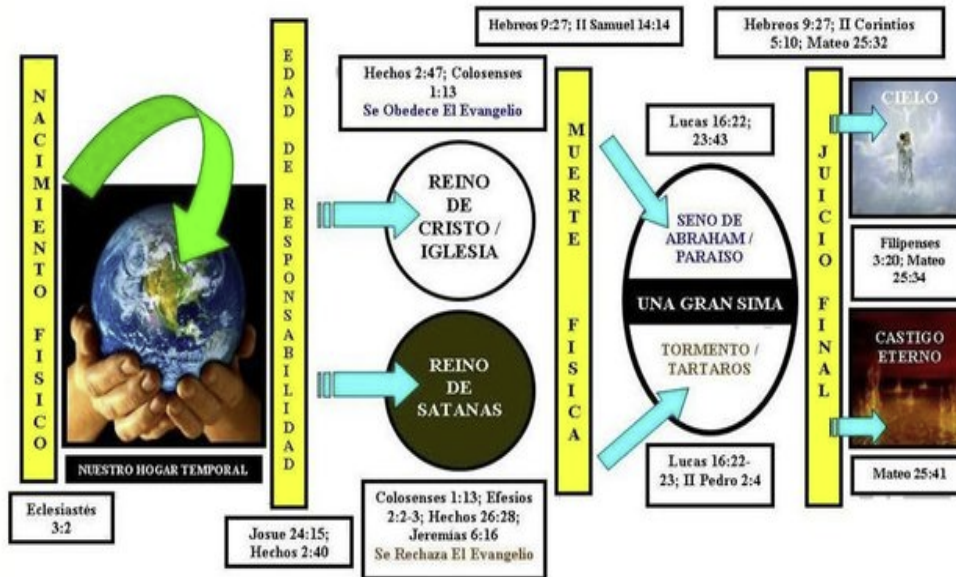 NACIMIENTO FISICO
NUESTRO HOGAR TEMPORAL
Eclesiastés
3:2
EDAD DE RESPONSABILIDAD
Josue 24:15;
Hechos 2:40
Hechos 2:47; Colosenses
1:13
Se Obedece El Evangelio
REINO
DE
CRISTO /
IGLESIA
REINO
DE
SATANAS
Colosenses 1:13; Efesios
2:2-3; Hechos 26:28;
Jeremías 6:16
Se Rechaza El Evangelio
Hebreos 9:27; II Samuel 14:14
MUERTE FISICA
Lucas 16:22;
23:43
SENO DE
ABRAHAM /
PARAISO
UNA GRAN SIMA
TORMENTO /
TARTAROS
Lucas 16:22-
23; II Pedro 2:4
Hebreos 9:27; II Corintios
5:10; Mateo 25:32
JUICIO FINAL
CIELO
Filipenses
3:20; Mateo
25:34
CASTIGO
ETERNO
Mateo 25:41